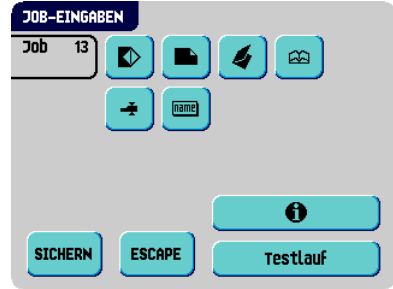 JOB-EINGABEN
Job 13
name
SICHERN
ESCAPE
Testlauf